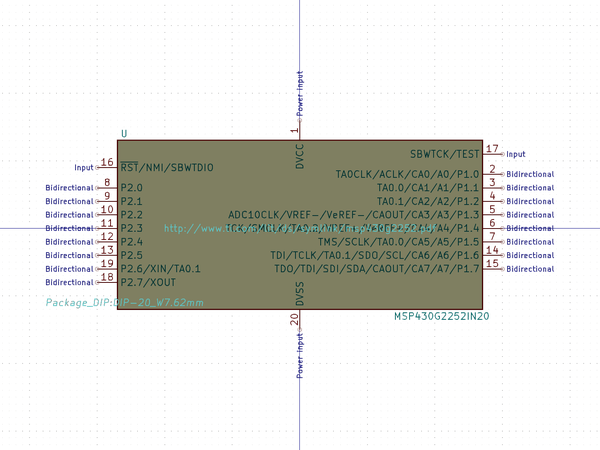 Power Input
1
U
DVCC
17
SBWTCK/TEST
Input
Input
16
RST/NMI/SBWTDIO
2
TA0CLK/ACLK/CA0/A0/P1.0
Bidirectional
Bidirectional
8
P2.0
3
TA0.0/CA1/A1/P1.1
Bidirectional
Bidirectional
9
P2.1
4
TA0.1/CA2/A2/P1.2
Bidirectional
Bidirectional
10
P2.2
5
ADC10CLK/VREF-/VeREF-/CAOUT/CA3/A3/P1.3
Bidirectional
Bidirectional
11
P2.3
6
http://www.ti
A4/P1.4
Bidirectional
Bidirectional
12
P2.4
7
TMS/SCLK/TA0.0/CA5/A5/P1.5
Bidirectional
Bidirectional
13
P2.5
14
TDI/TCLK/TA0.1/SDO/SCL/CA6/A6/P1.6
Bidirectional
Bidirectional
19
P2.6/XIN/TA0.1
15
TDO/TDI/SDI/SDA/CAOUT/CA7/A7/P1.7
Bidirectional
Bidirectional
18
P2.7/XOUT
DVSS
Package_DIP:DIP-20_W7.62mm
20
MSP430G2252IN20
Power Input